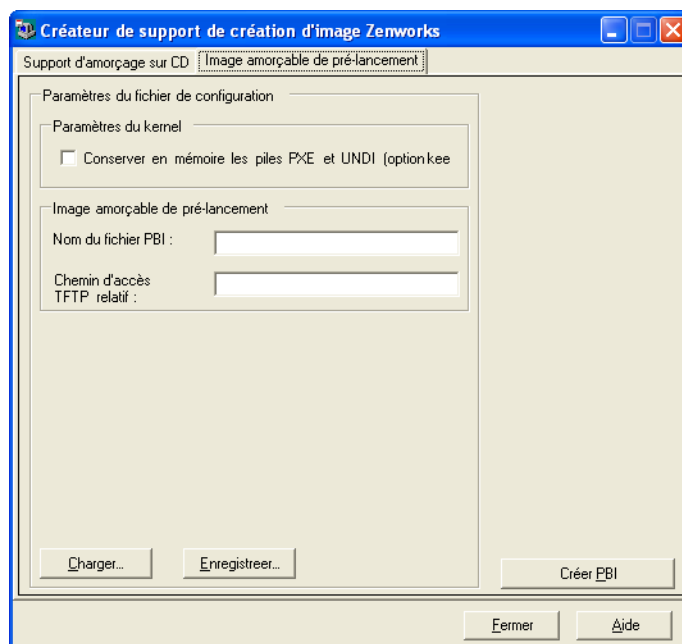 Créateur de support de création d'image Zenworks
Support d'amorçage sur CD
Image amorçable de pré-lancement
Paramètres du fichier de configuration
Paramètres du kernel
Conserver en mémoire les piles PXE et UNDI (option kee
Image amorçable de pré-lancement
Nom du fichier PBI :
Chemin d'accès
TFTP relatif :
Charger...
Enregistreer...
Créer PBI
Fermer
Aide